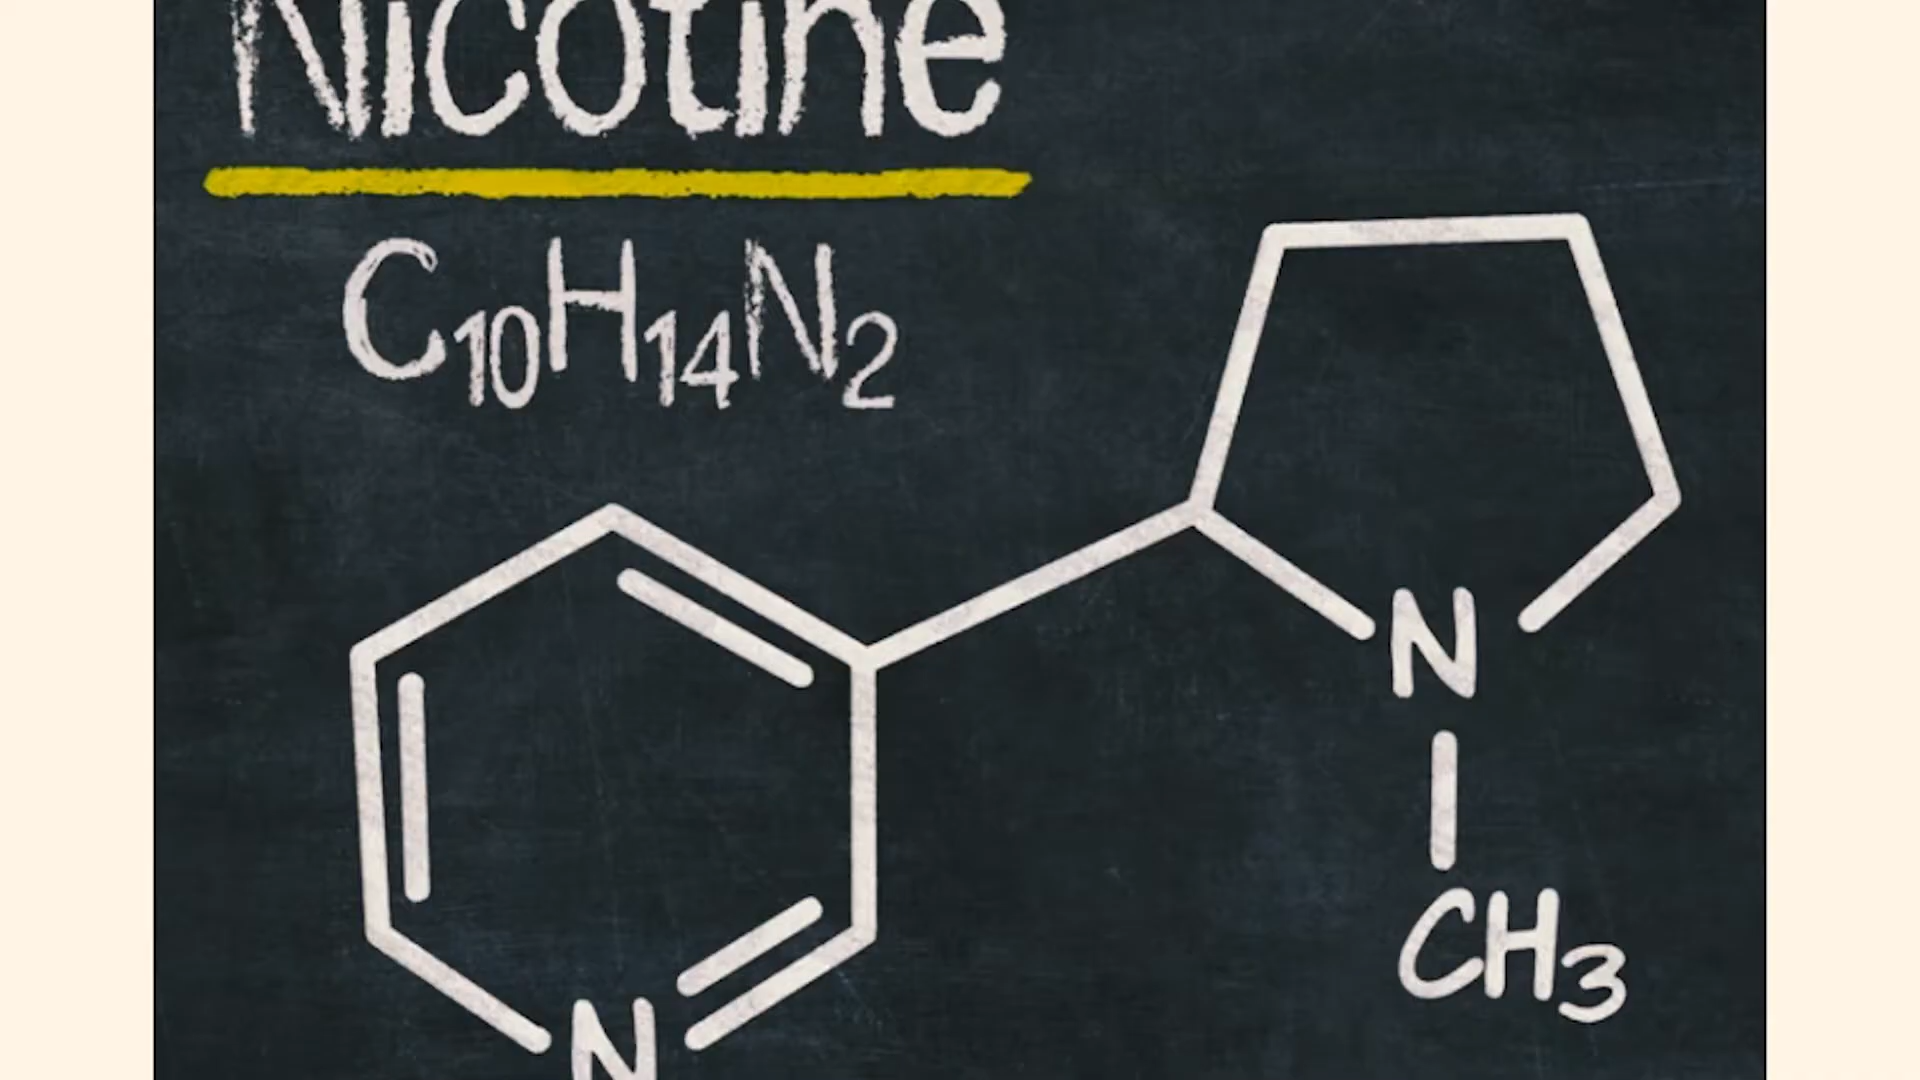 Nicotine
C₁₀H₁₄N₂
N
CH₃
N